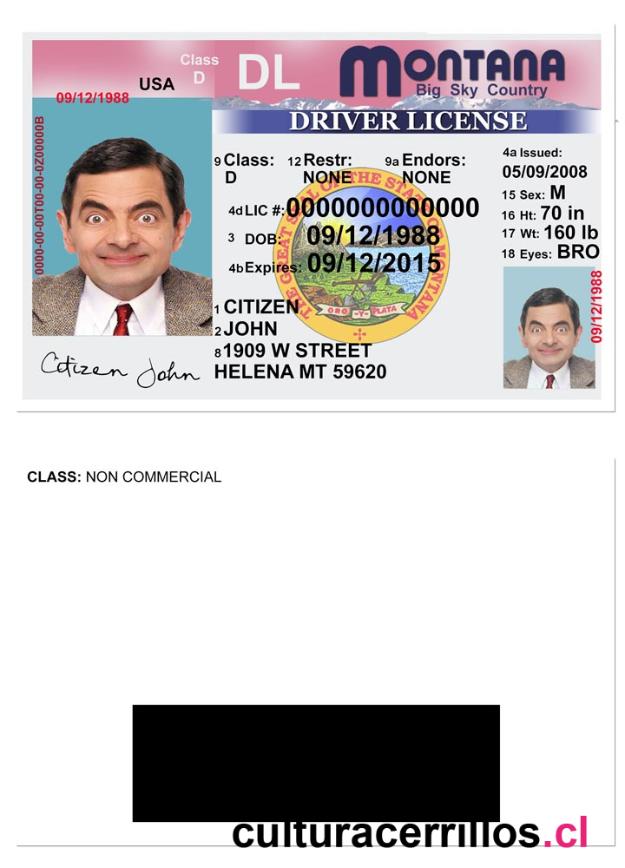 Class
D
DL
MONTANA
Big Sky Country
USA
09/12/1988
DRIVER LICENSE
0000-00-00T00-00-0Z00000B
9 Class: 12 Restr: 9a Endors:
D NONE NONE
4d LIC #: 0000000000000
3 DOB: 09/12/1988
4b Expires: 09/12/2015
THE GREAT SEAL OF THE STATE OF MONTANA
ORO -Y- PLATA
1 CITIZEN
2 JOHN
8 1909 W STREET
HELENA MT 59620
Citizen John
4a Issued:
05/09/2008
15 Sex: M
16 Ht: 70 in
17 Wt: 160 lb
18 Eyes: BRO
09/12/1988
CLASS: NON COMMERCIAL
culturacerrillos.cl